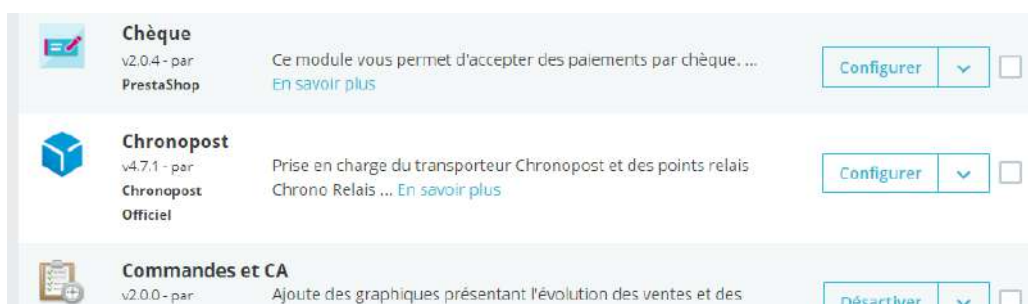 Chèque
v2.0.4 - par
PrestaShop
Ce module vous permet d'accepter des paiements par chèque. ...
En savoir plus
Configurer
Chronopost
v4.7.1 - par
Chronopost
Officiel
Prise en charge du transporteur Chronopost et des points relais
Chrono Relais ... En savoir plus
Configurer
Commandes et CA
v2.0.0 - par
Ajoute des graphiques présentant l'évolution des ventes et des
Désactiver